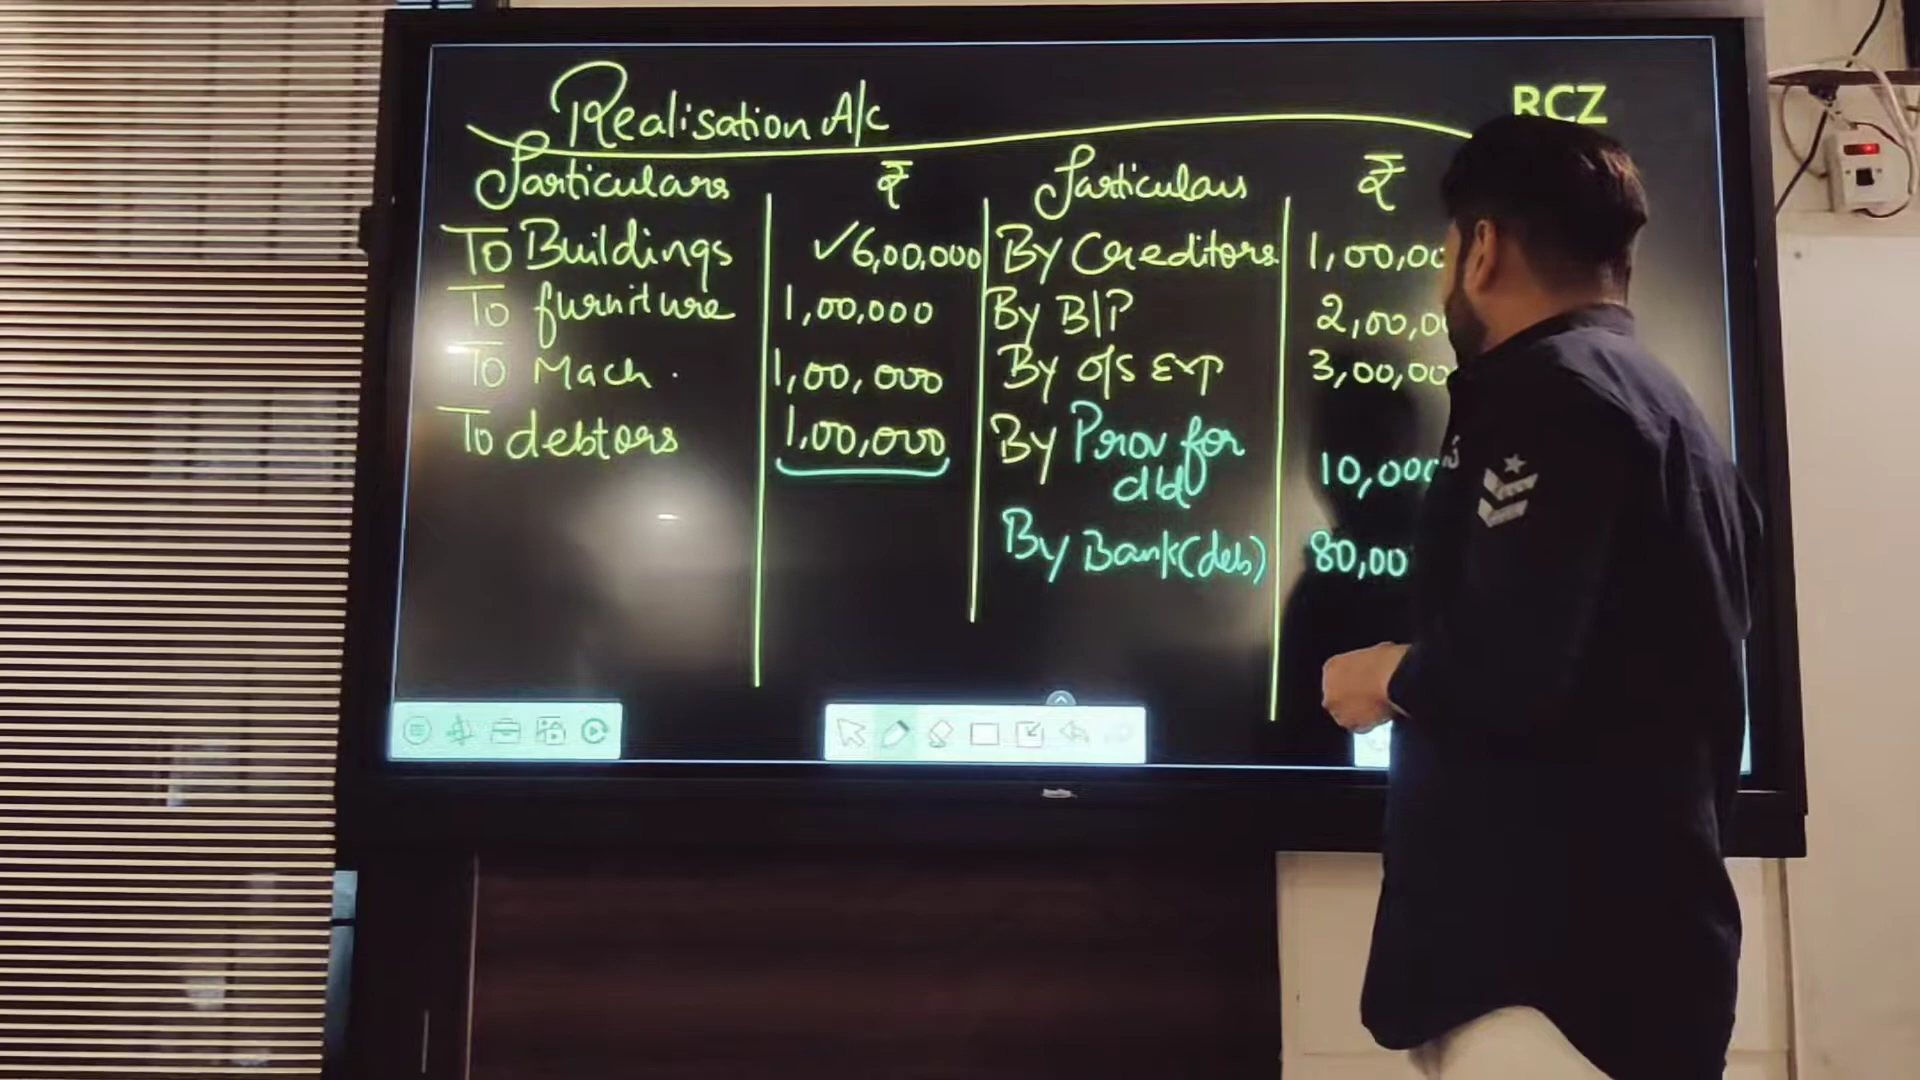 Realisation A/c
RCZ
Particulars ₹ Particulars ₹
To Buildings ✓6,00,000 By Creditors 1,00,00
To furniture 1,00,000 By B/P 2,00,0
To Mach. 1,00,000 By o/s Exp 3,00,00
To debtors 1,00,000 By Prov for
d/d 10,000
By Bank(deb) 80,00